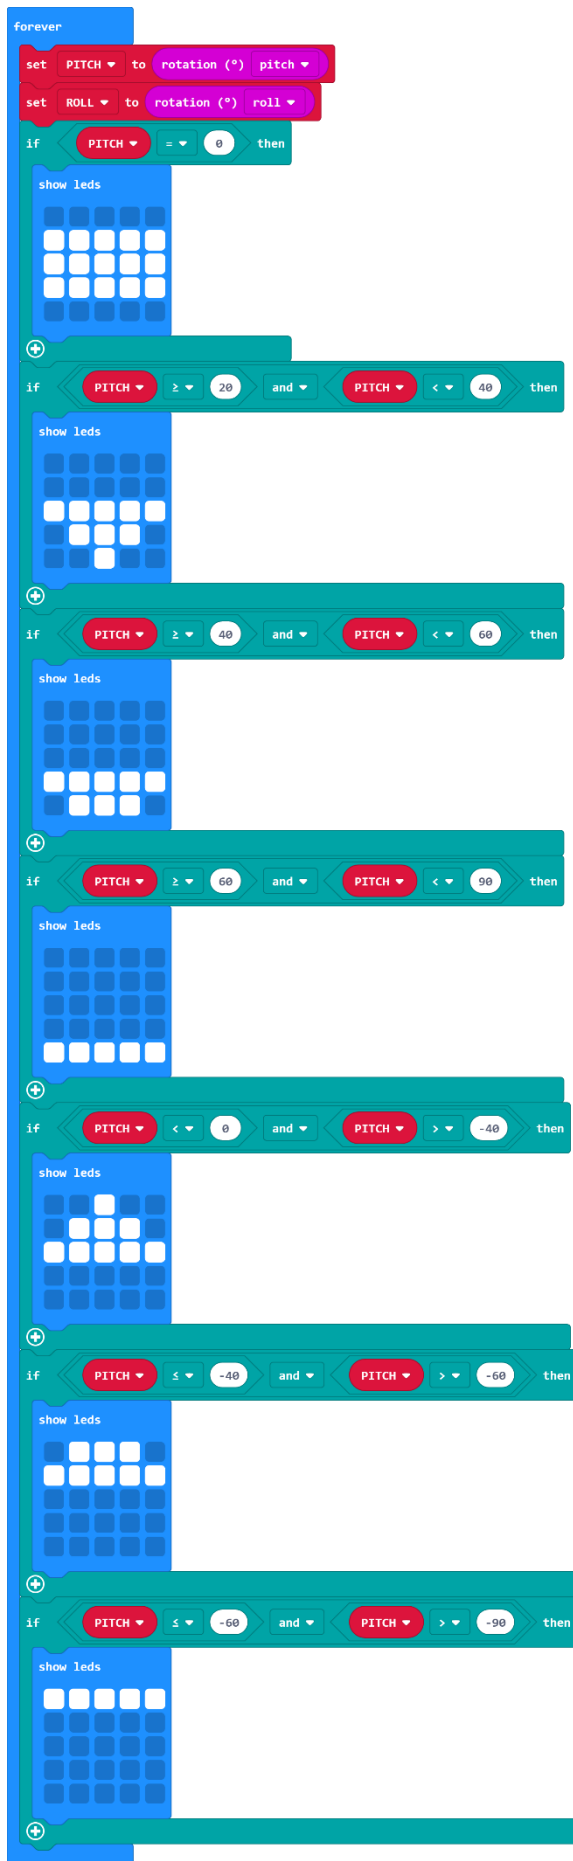 forever
set PITCH to rotation (°) pitch
set ROLL to rotation (°) roll
if PITCH = 0 then
show leds
if PITCH ≥ 20 and PITCH < 40 then
show leds
if PITCH ≥ 40 and PITCH < 60 then
show leds
if PITCH ≥ 60 and PITCH < 90 then
show leds
if PITCH < 0 and PITCH > -40 then
show leds
if PITCH ≤ -40 and PITCH > -60 then
show leds
if PITCH ≤ -60 and PITCH > -90 then
show leds